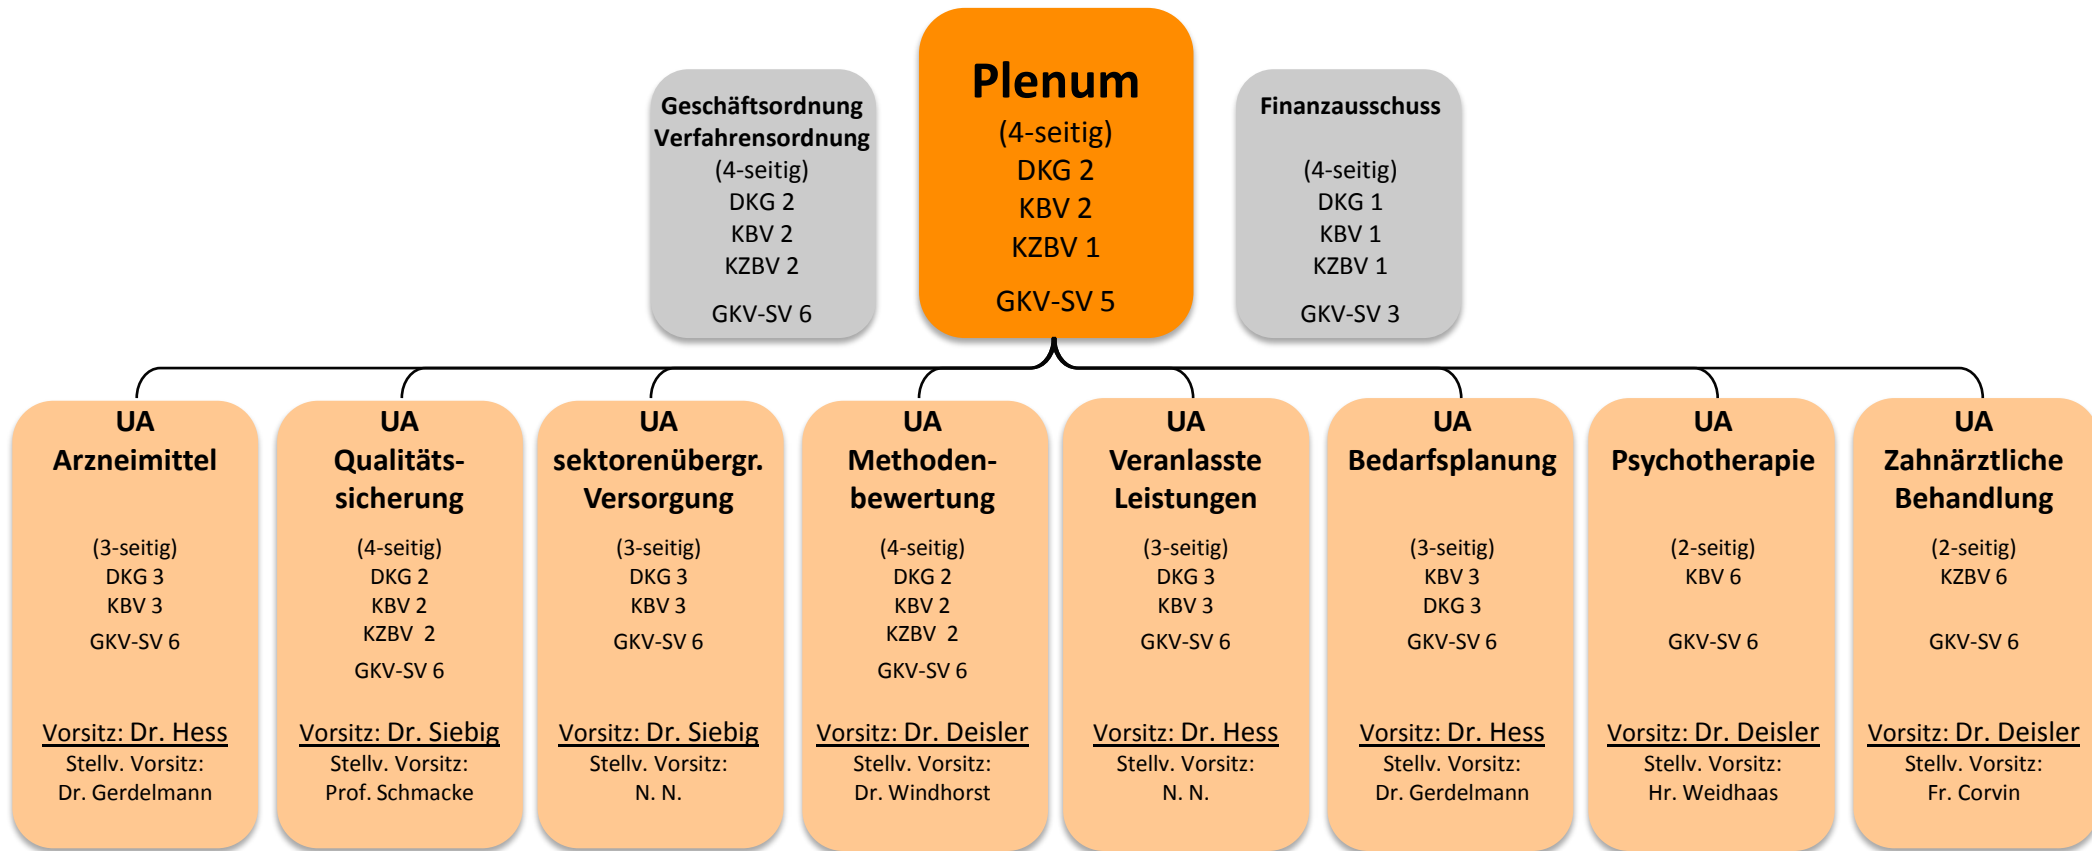 Geschäftsordnung
Verfahrensordnung
(4-seitig)
DKG 2
KBV 2
KZBV 2
GKV-SV 6
Plenum
(4-seitig)
DKG 2
KBV 2
KZBV 1
GKV-SV 5
Finanzausschuss
(4-seitig)
DKG 1
KBV 1
KZBV 1
GKV-SV 3
UA
Arzneimittel
(3-seitig)
DKG 3
KBV 3
GKV-SV 6
Vorsitz: Dr. Hess
Stellv. Vorsitz:
Dr. Gerdelmann
UA
Qualitäts-
sicherung
(4-seitig)
DKG 2
KBV 2
KZBV 2
GKV-SV 6
Vorsitz: Dr. Siebig
Stellv. Vorsitz:
Prof. Schmacke
UA
sektorenübergr.
Versorgung
(3-seitig)
DKG 3
KBV 3
GKV-SV 6
Vorsitz: Dr. Siebig
Stellv. Vorsitz:
N. N.
UA
Methoden-
bewertung
(4-seitig)
DKG 2
KBV 2
KZBV 2
GKV-SV 6
Vorsitz: Dr. Deisler
Stellv. Vorsitz:
Dr. Windhorst
UA
Veranlasste
Leistungen
(3-seitig)
DKG 3
KBV 3
GKV-SV 6
Vorsitz: Dr. Hess
Stellv. Vorsitz:
N. N.
UA
Bedarfsplanung
(3-seitig)
KBV 3
DKG 3
GKV-SV 6
Vorsitz: Dr. Hess
Stellv. Vorsitz:
Dr. Gerdelmann
UA
Psychotherapie
(2-seitig)
KBV 6
GKV-SV 6
Vorsitz: Dr. Deisler
Stellv. Vorsitz:
Hr. Weidhaas
UA
Zahnärztliche
Behandlung
(2-seitig)
KZBV 6
GKV-SV 6
Vorsitz: Dr. Deisler
Stellv. Vorsitz:
Fr. Corvin